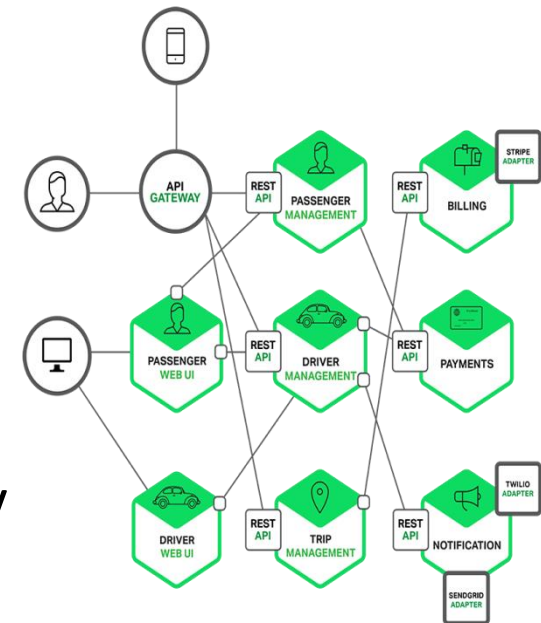 API
GATEWAY
REST
API
PASSENGER
MANAGEMENT
REST
API
BILLING
STRIPE
ADAPTER
PASSENGER
WEB UI
REST
API
DRIVER
MANAGEMENT
REST
API
PAYMENTS
y
DRIVER
WEB UI
REST
API
TRIP
MANAGEMENT
REST
API
NOTIFICATION
TWILIO
ADAPTER
SENDGRID
ADAPTER